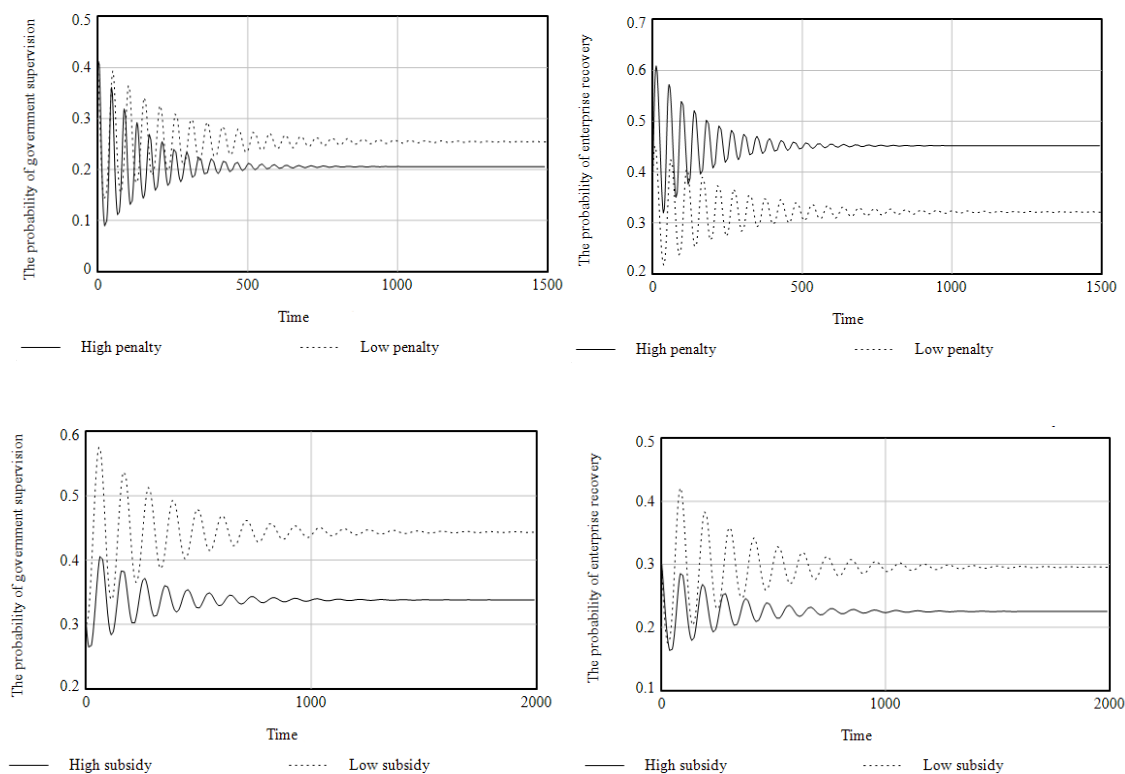 The probability of government supervision
0.5
0.4
0.3
0.2
0.1
0
0 500 1000 1500
Time
High penalty Low penalty
The probability of enterprise recovery
0.7
0.6
0.5
0.4
0.3
0.2
0 500 1000 1500
Time
High penalty Low penalty
The probability of government supervision
0.6
0.5
0.4
0.3
0.2
0 1000 2000
Time
High subsidy Low subsidy
The probability of enterprise recovery
0.5
0.4
0.3
0.2
0.1
0 1000 2000
Time
High subsidy Low subsidy